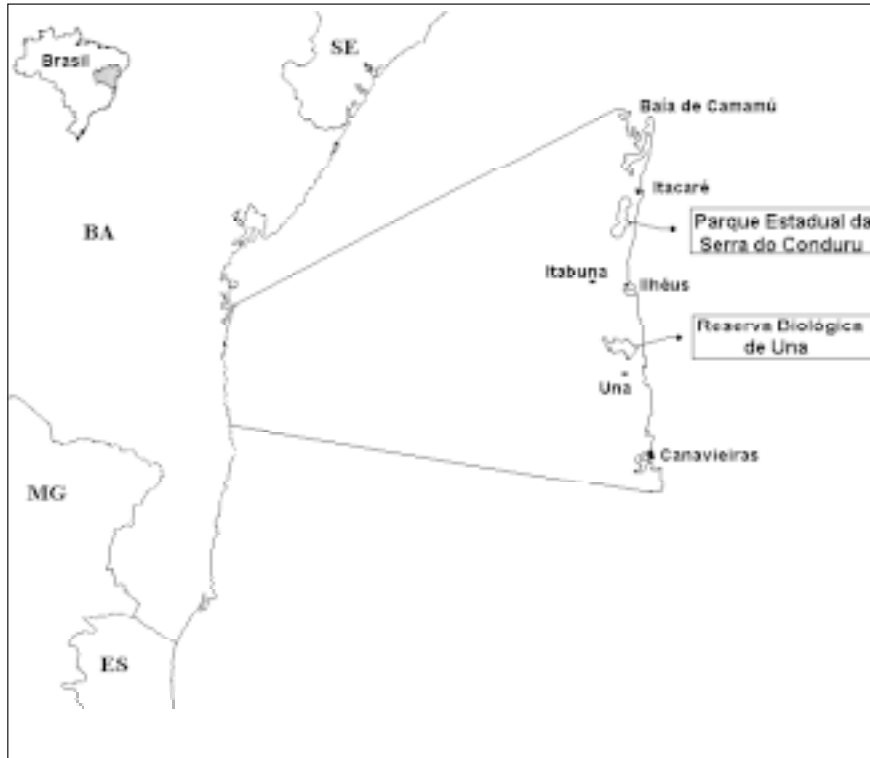 Brasil
SE
Baía de Camamú
Itacaré
BA
Parque Estadual da
Serra do Conduru
Itabuna
Ilhéus
Reserva Biológica
de Una
Una
Canavieiras
MG
ES